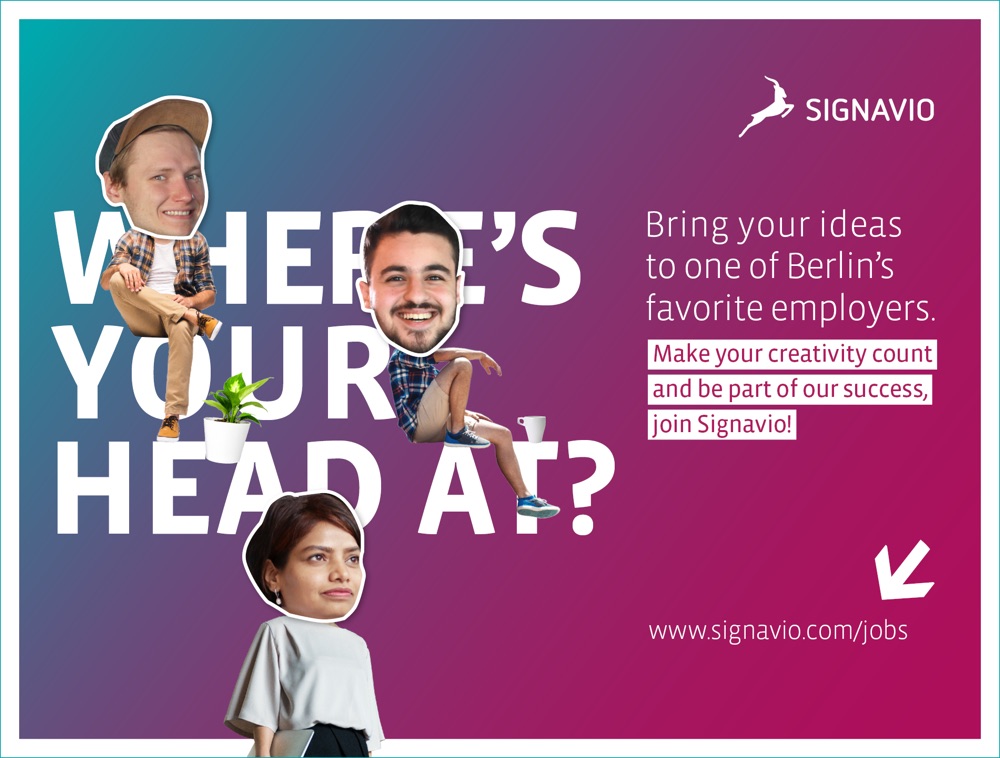 SIGNAVIO
WHERE'S
YOUR
HEAD AT?
Bring your ideas
to one of Berlin's
favorite employers.
Make your creativity count
and be part of our success,
join Signavio!
www.signavio.com/jobs